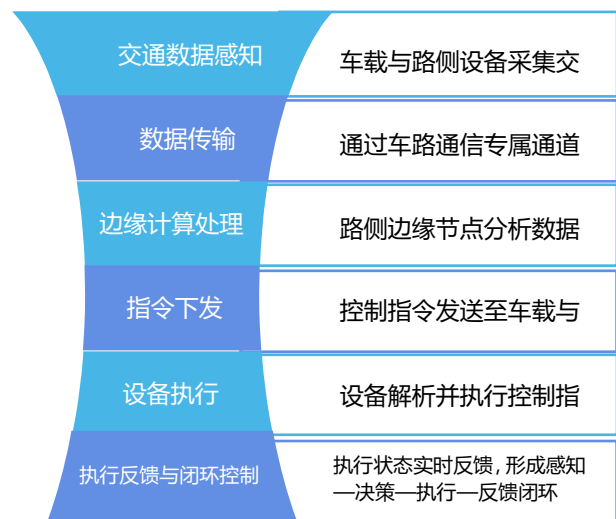 交通数据感知
车载与路侧设备采集交
数据传输
通过车路通信专属通道
边缘计算处理
路侧边缘节点分析数据
指令下发
控制指令发送至车载与
设备执行
设备解析并执行控制指
执行反馈与闭环控制
执行状态实时反馈，形成感知
—决策—执行—反馈闭环